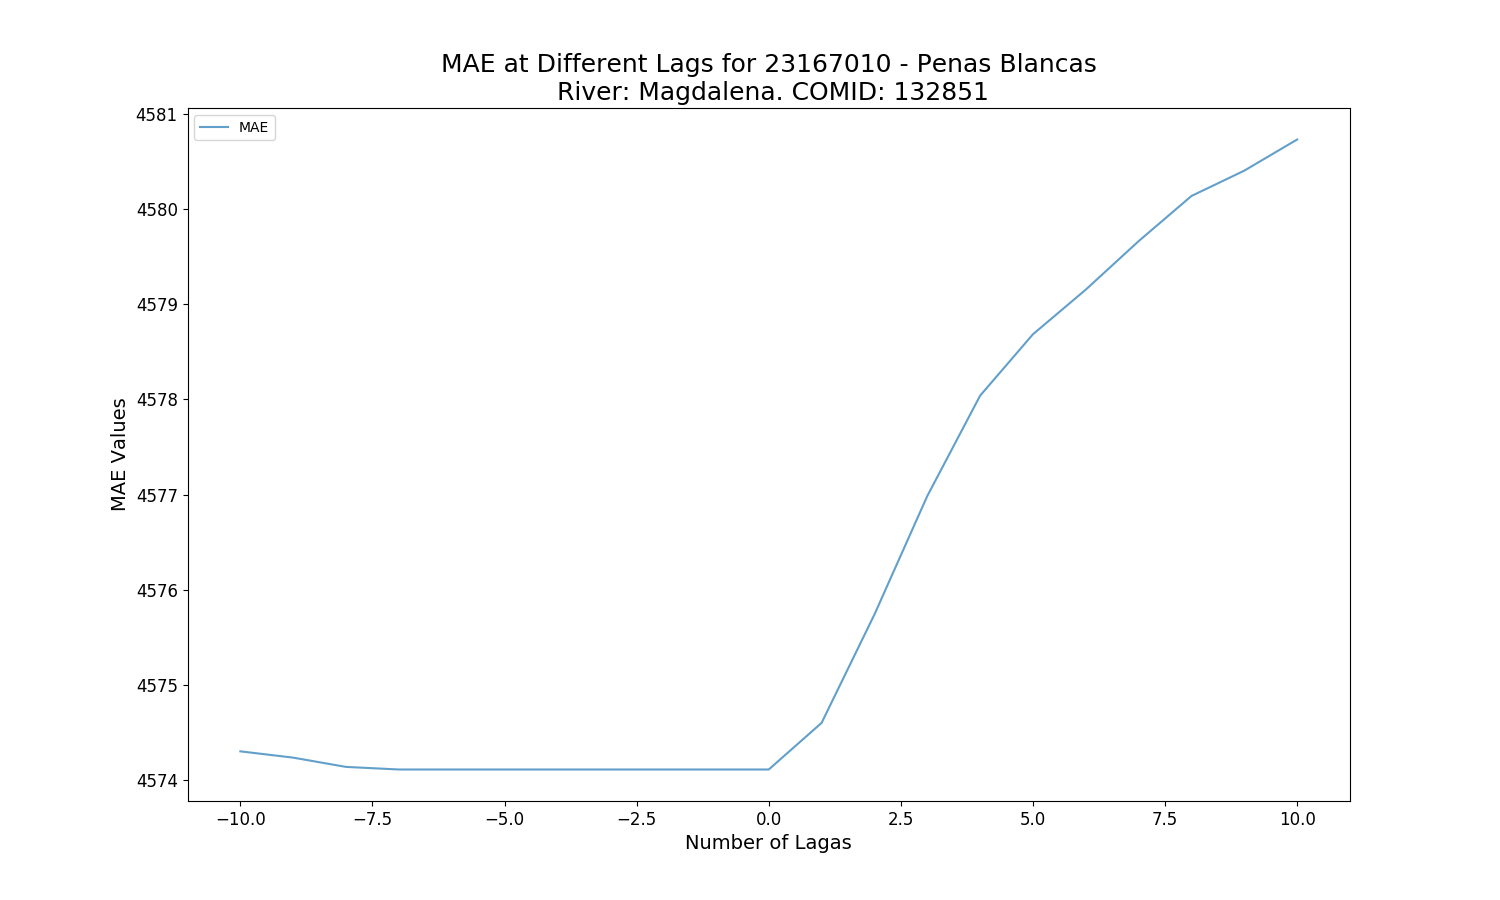 MAE at Different Lags for 23167010 - Penas Blancas
River: Magdalena. COMID: 132851
4581
MAE
4580
4579
4578
4577
4576
4575
4574
MAE Values
−10.0 −7.5 −5.0 −2.5 0.0 2.5 5.0 7.5 10.0
Number of Lagas